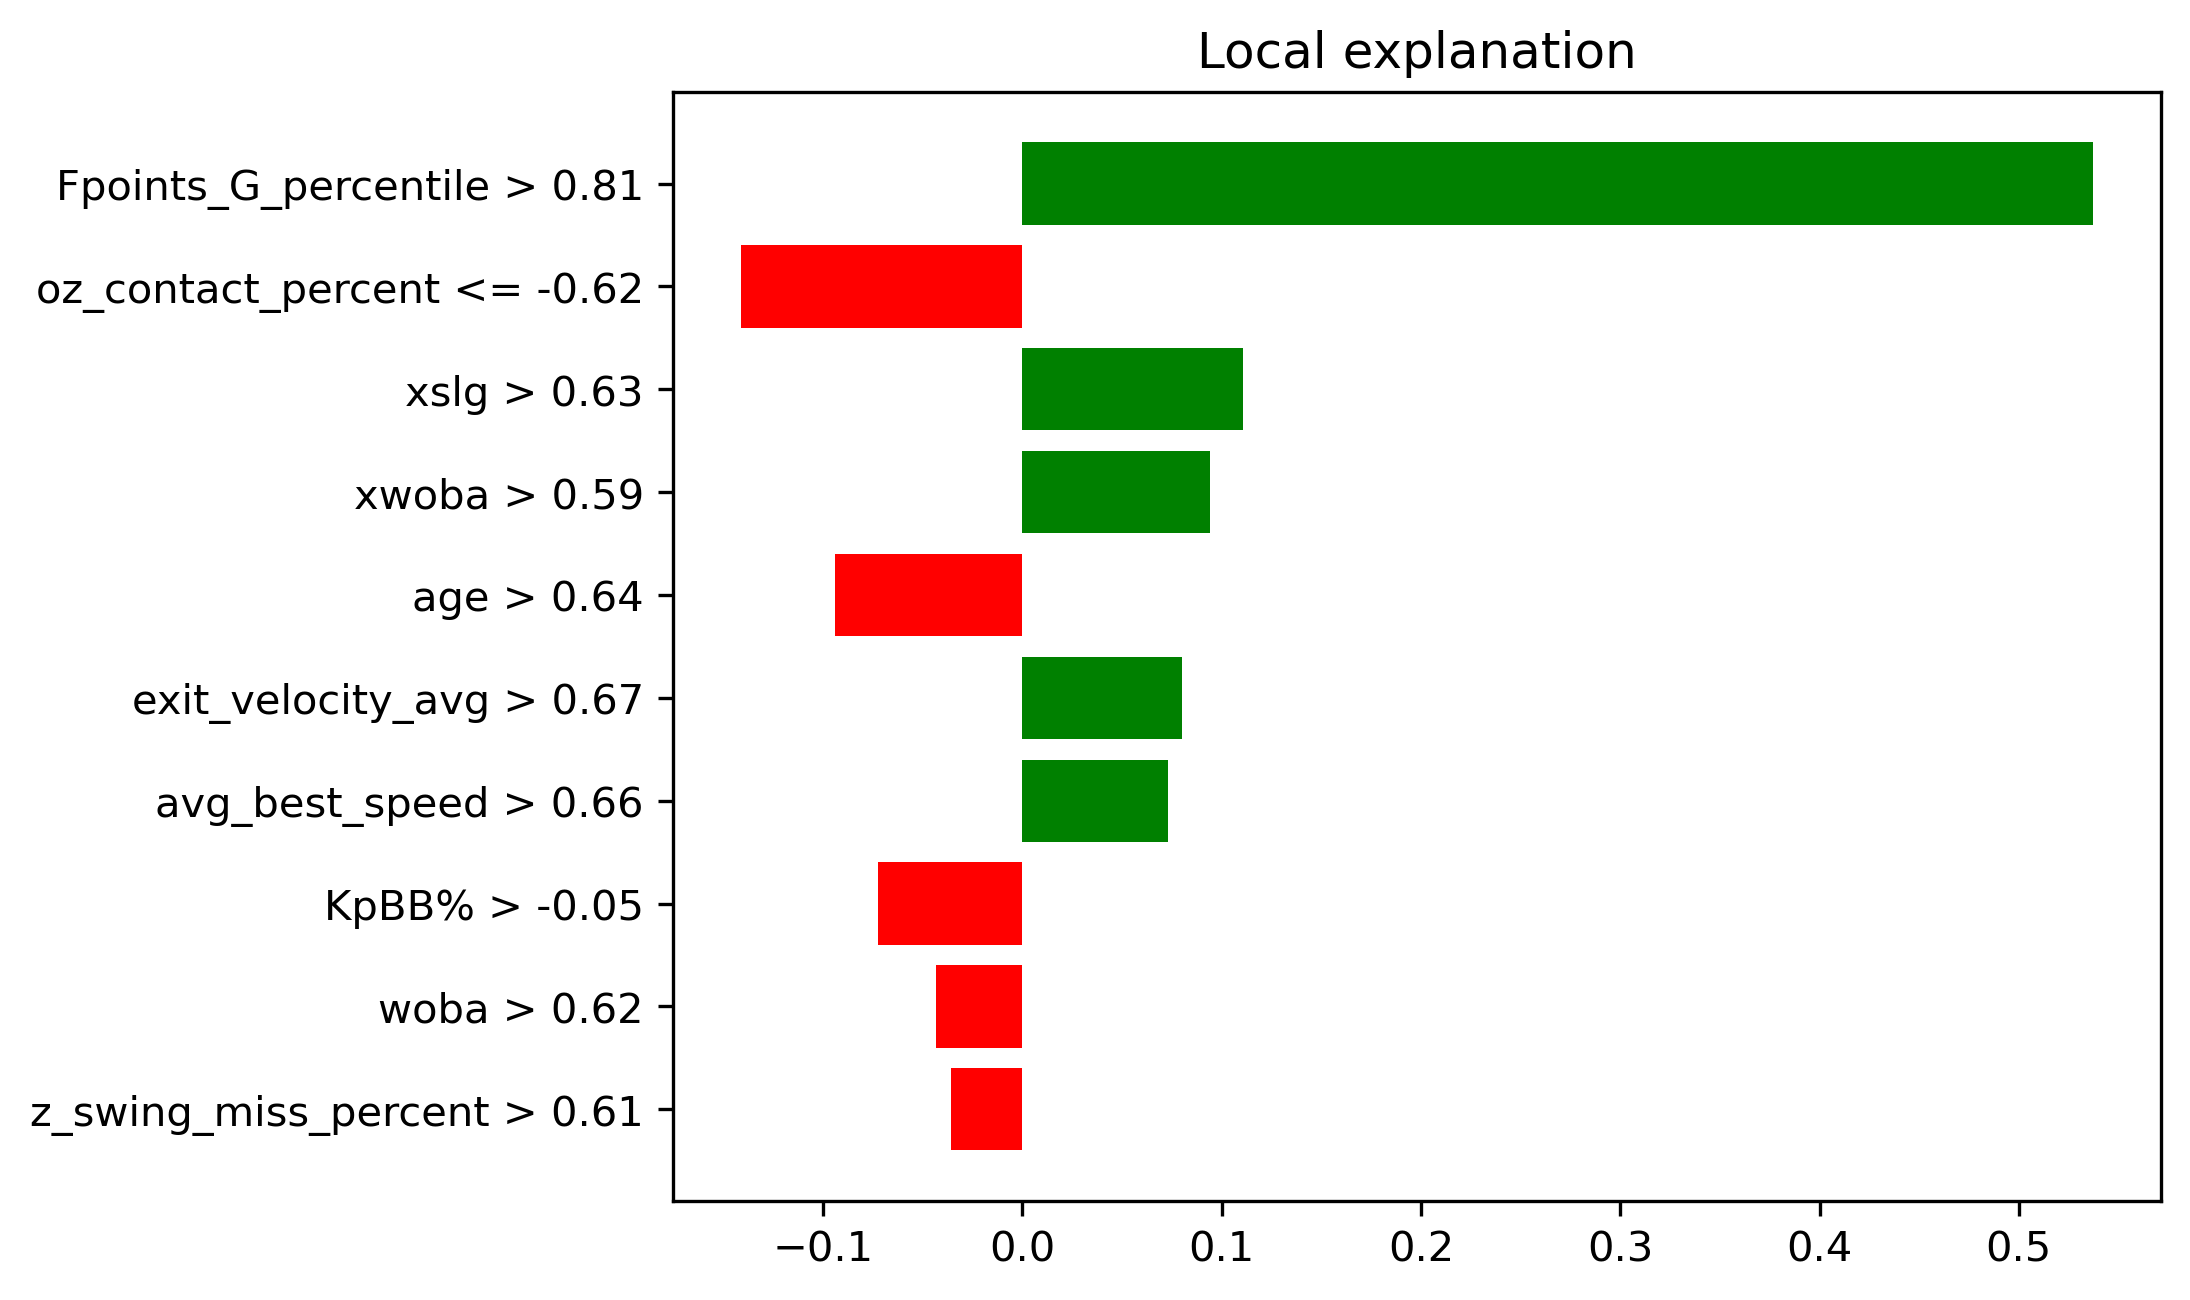 Local explanation
Fpoints_G_percentile > 0.81
oz_contact_percent <= -0.62
xslg > 0.63
xwoba > 0.59
age > 0.64
exit_velocity_avg > 0.67
avg_best_speed > 0.66
KpBB% > -0.05
woba > 0.62
z_swing_miss_percent > 0.61
−0.1 0.0 0.1 0.2 0.3 0.4 0.5